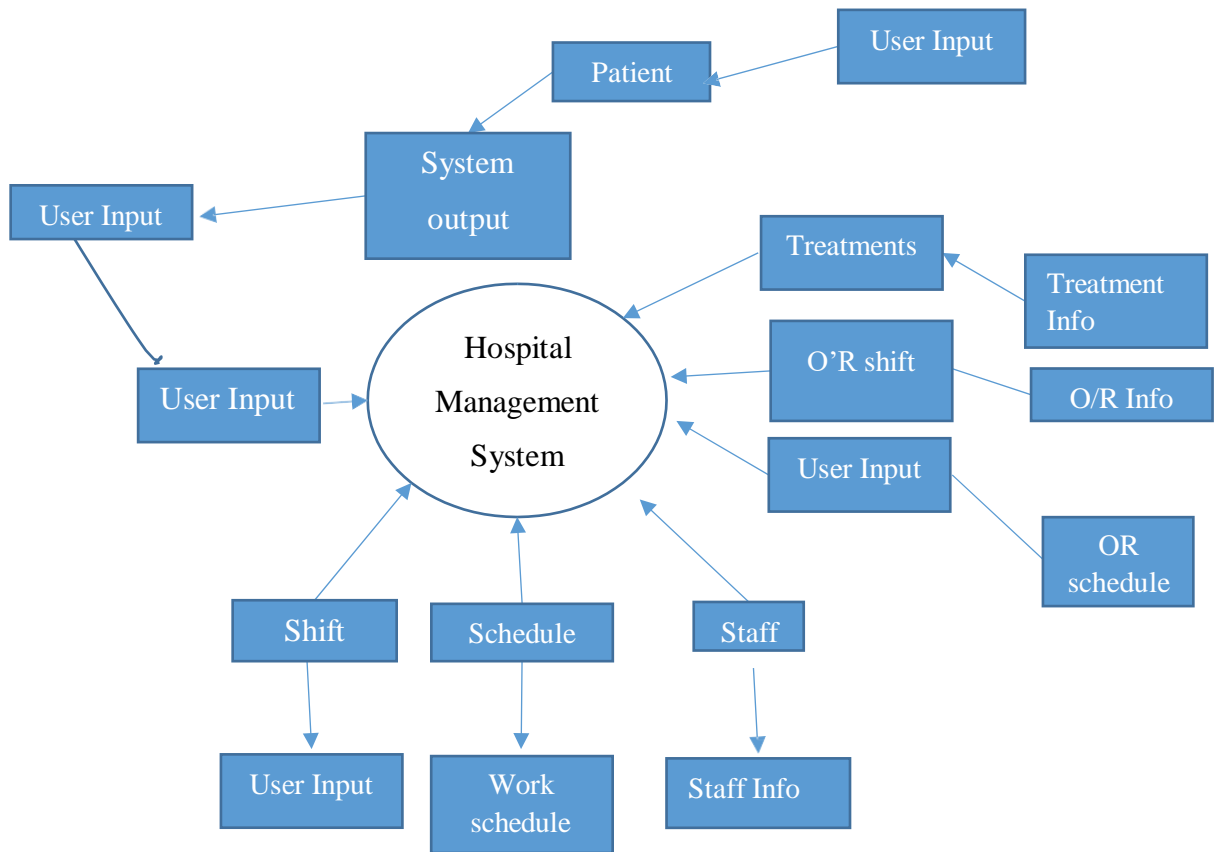 User Input
Patient
System
output
User Input
Treatments
Treatment
Info
Hospital
Management
System
O’R shift
O/R Info
User Input
User Input
OR
schedule
Shift
Schedule
Staff
User Input
Work
schedule
Staff Info